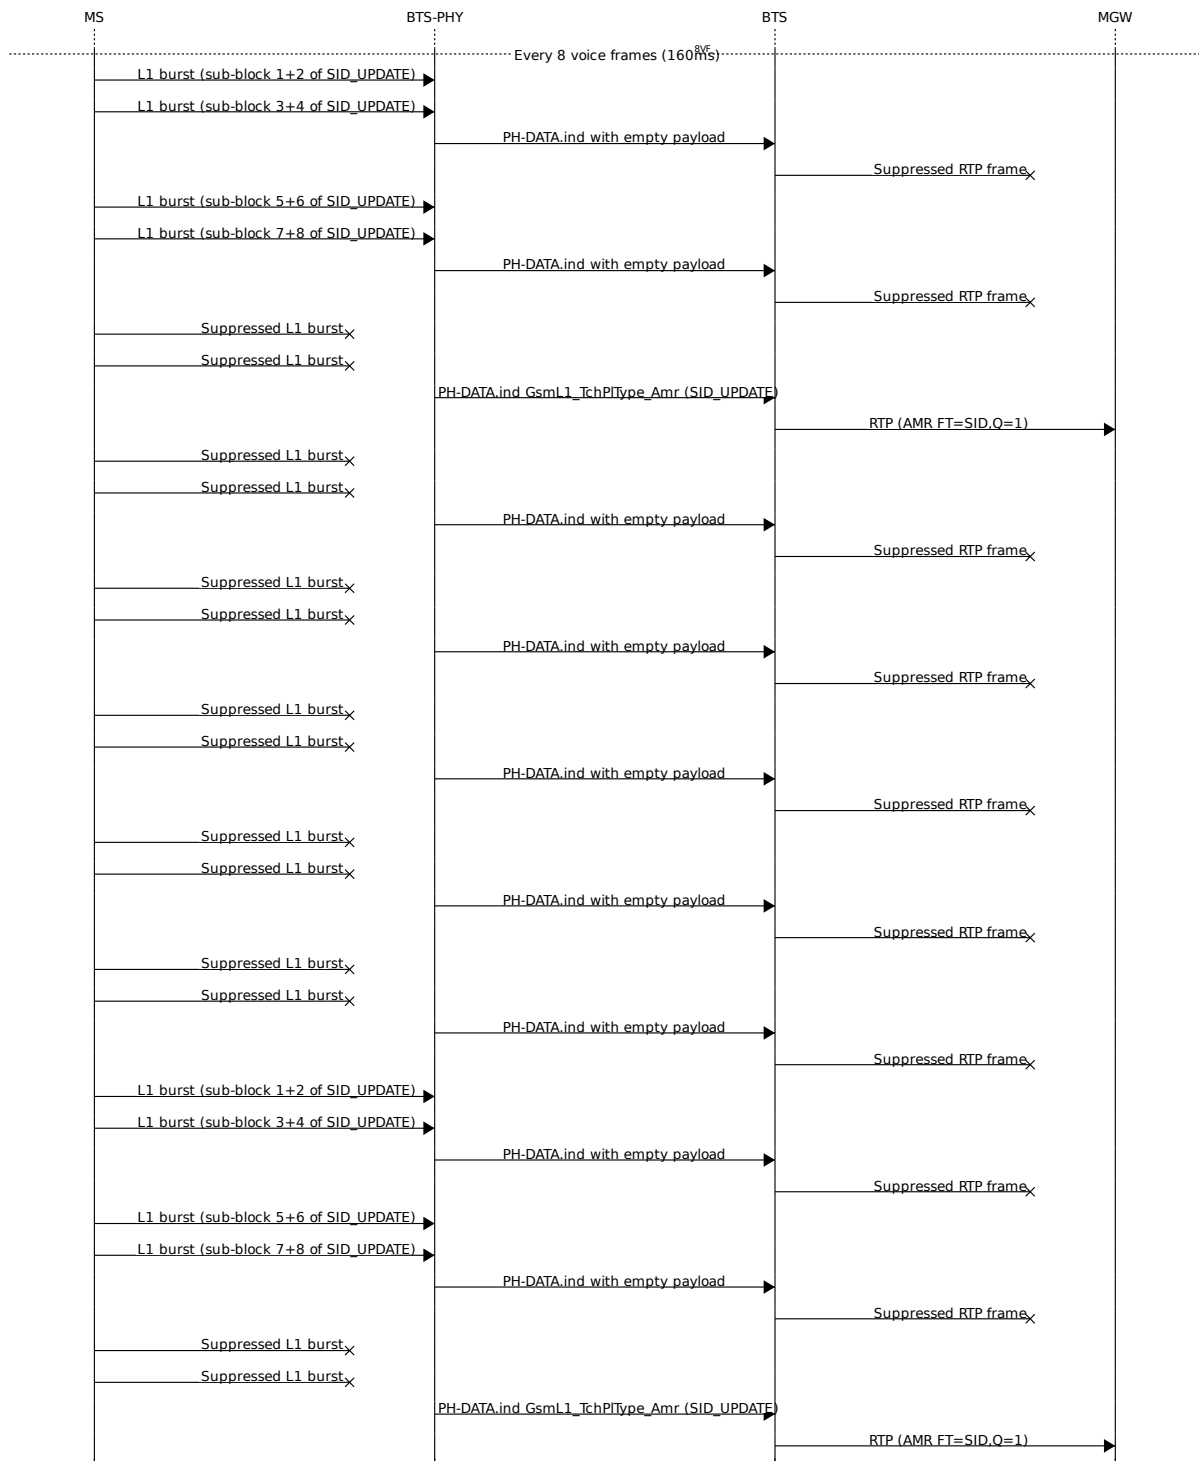 MS BTS-PHY BTS MGW
Every 8 voice frames (160ms) 8VF
L1 burst (sub-block 1+2 of SID_UPDATE)
L1 burst (sub-block 3+4 of SID_UPDATE)
PH-DATA.ind with empty payload
Suppressed RTP frame
L1 burst (sub-block 5+6 of SID_UPDATE)
L1 burst (sub-block 7+8 of SID_UPDATE)
PH-DATA.ind with empty payload
Suppressed RTP frame
Suppressed L1 burst
Suppressed L1 burst
PH-DATA.ind GsmL1_TchPlType_Amr (SID_UPDATE)
RTP (AMR FT=SID,Q=1)
Suppressed L1 burst
Suppressed L1 burst
PH-DATA.ind with empty payload
Suppressed RTP frame
Suppressed L1 burst
Suppressed L1 burst
PH-DATA.ind with empty payload
Suppressed RTP frame
Suppressed L1 burst
Suppressed L1 burst
PH-DATA.ind with empty payload
Suppressed RTP frame
Suppressed L1 burst
Suppressed L1 burst
PH-DATA.ind with empty payload
Suppressed RTP frame
Suppressed L1 burst
Suppressed L1 burst
PH-DATA.ind with empty payload
Suppressed RTP frame
L1 burst (sub-block 1+2 of SID_UPDATE)
L1 burst (sub-block 3+4 of SID_UPDATE)
PH-DATA.ind with empty payload
Suppressed RTP frame
L1 burst (sub-block 5+6 of SID_UPDATE)
L1 burst (sub-block 7+8 of SID_UPDATE)
PH-DATA.ind with empty payload
Suppressed RTP frame
Suppressed L1 burst
Suppressed L1 burst
PH-DATA.ind GsmL1_TchPlType_Amr (SID_UPDATE)
RTP (AMR FT=SID,Q=1)